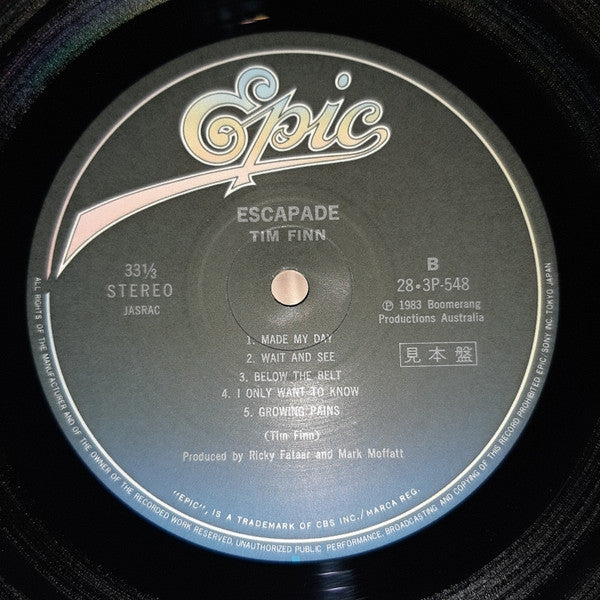 Epic
ESCAPADE
TIM FINN
33⅓
STEREO
JASRAC
B
28・3P-548
Ⓟ 1983 Boomerang
Productions Australia
見本盤
1. MADE MY DAY
2. WAIT AND SEE
3. BELOW THE BELT
4. I ONLY WANT TO KNOW
5. GROWING PAINS
(Tim Finn)
Produced by Ricky Fataar and Mark Moffatt
"EPIC", IS A TRADEMARK OF CBS INC./MARCA REG.
ALL RIGHTS OF THE MANUFACTURER AND OF THE OWNER OF THE RECORDED WORK RESERVED. UNAUTHORIZED PUBLIC PERFORMANCE, BROADCASTING AND COPYING OF THIS RECORD PROHIBITED EPIC/SONY INC. TOKYO JAPAN